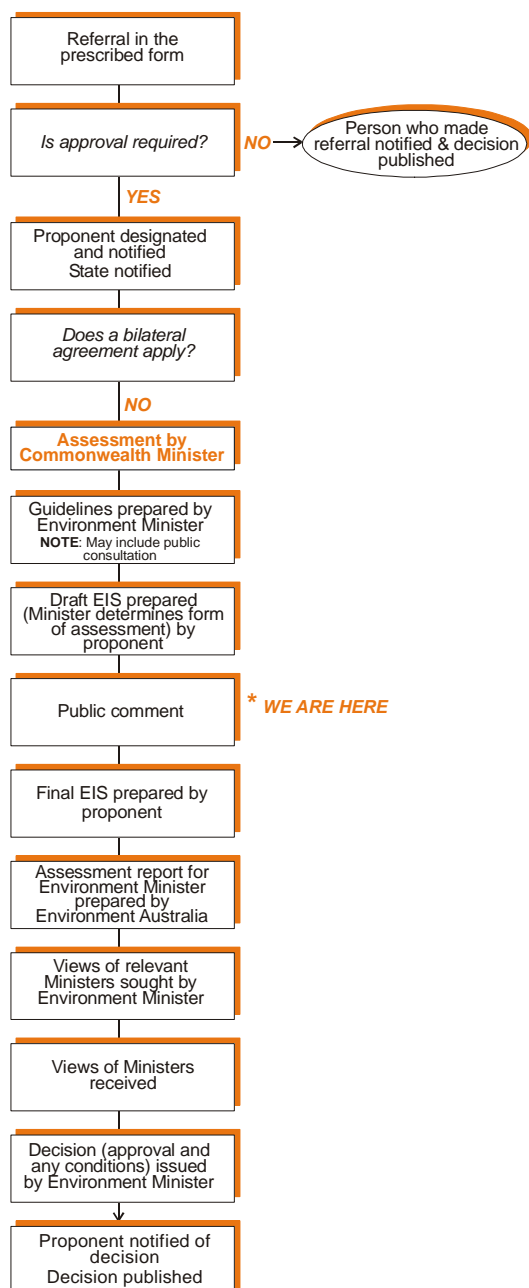 Referral in the
prescribed form
Is approval required?
NO
Person who made
referral notified & decision
published
YES
Proponent designated
and notified
State notified
Does a bilateral
agreement apply?
NO
Assessment by
Commonwealth Minister
Guidelines prepared by
Environment Minister
NOTE: May include public
consultation
Draft EIS prepared
(Minister determines form
of assessment) by
proponent
Public comment
* WE ARE HERE
Final EIS prepared by
proponent
Assessment report for
Environment Minister
prepared by
Environment Australia
Views of relevant
Ministers sought by
Environment Minister
Views of Ministers
received
Decision (approval and
any conditions) issued
by Environment Minister
Proponent notified of
decision
Decision published